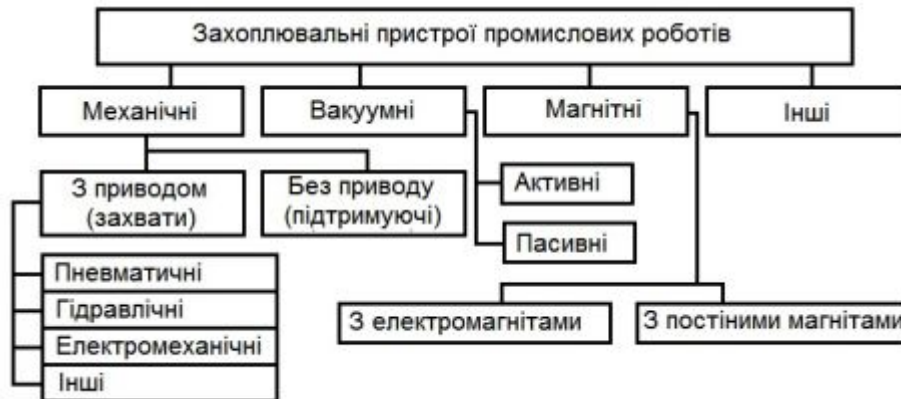 Захоплювальні пристрої промислових роботів
Механічні
Вакуумні
Магнітні
Інші
З приводом
(захвати)
Без приводу
(підтримуючі)
Активні
Пасивні
Пневматичні
Гідравлічні
Електромеханічні
Інші
З електромагнітами
З постіними магнітами